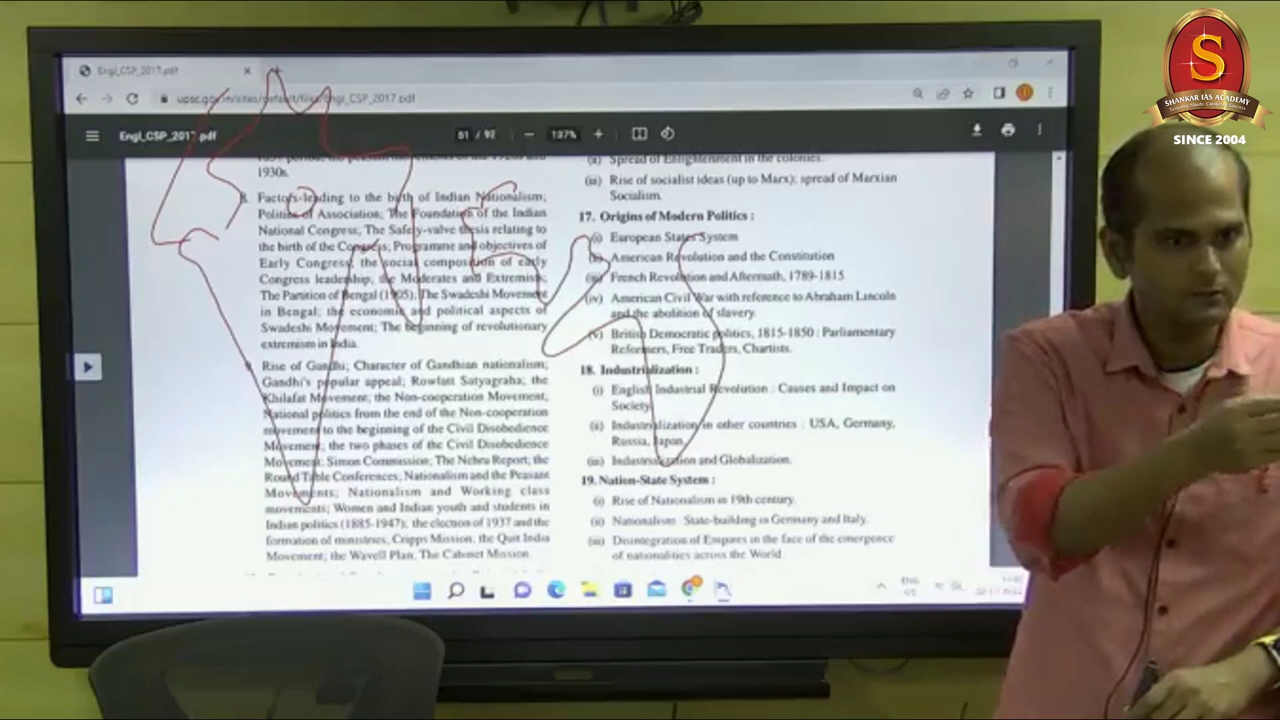 Engl_CSP_2017.pdf
upsc.gov.in/sites/default/files/Engl_CSP_2017.pdf
Engl_CSP_2017.pdf
81 / 92
137%
1930s.
8. Factors leading to the birth of Indian Nationalism;
Politics of Association; The Foundation of the Indian
National Congress; The Safety-valve thesis relating to
the birth of the Congress; Programme and objectives of
Early Congress; the social composition of early
Congress leadership; the Moderates and Extremists;
The Partition of Bengal (1905); The Swadeshi Movement
in Bengal; the economic and political aspects of
Swadeshi Movement; The beginning of revolutionary
extremism in India.
Rise of Gandhi; Character of Gandhian nationalism;
Gandhi's popular appeal; Rowlatt Satyagraha; the
Khilafat Movement; the Non-cooperation Movement;
National politics from the end of the Non-cooperation
movement to the beginning of the Civil Disobedience
Movement; the two phases of the Civil Disobedience
Movement; Simon Commission; The Nehru Report; the
Round Table Conferences; Nationalism and the Peasant
Movements; Nationalism and Working class
movements; Women and Indian youth and students in
Indian politics (1885-1947); the election of 1937 and the
formation of ministries; Cripps Mission; the Quit India
Movement; the Wavell Plan; The Cabinet Mission
(ii) Spread of Enlightenment in the colonies.
(iii) Rise of socialist ideas (up to Marx); spread of Marxian
Socialism.
17. Origins of Modern Politics :
(i) European States System
(ii) American Revolution and the Constitution
(iii) French Revolution and Aftermath, 1789-1815
(iv) American Civil War with reference to Abraham Lincoln
and the abolition of slavery.
(v) British Democratic politics, 1815-1850 : Parliamentary
Reformers, Free Traders, Chartists.
18. Industrialization :
(i) English Industrial Revolution : Causes and Impact on
Society
(ii) Industrialization in other countries : USA, Germany,
Russia, Japan
(iii) Industrialization and Globalization.
19. Nation-State System :
(i) Rise of Nationalism in 19th century.
(ii) Nationalism : State-building in Germany and Italy.
(iii) Disintegration of Empires in the face of the emergence
of nationalities across the World
ENG
S
SHANKAR IAS ACADEMY
SINCE 2004